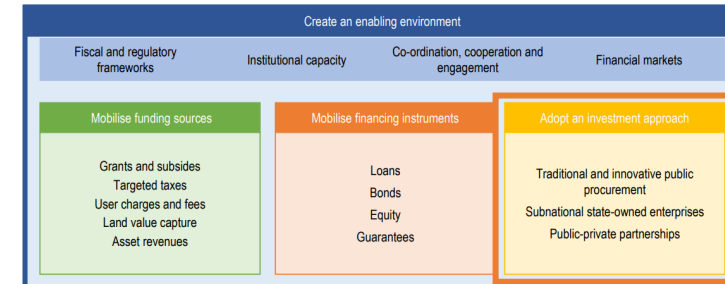 Create an enabling environment
Fiscal and regulatory
frameworks
Institutional capacity
Co-ordination, cooperation and
engagement
Financial markets
Mobilise funding sources
Grants and subsides
Targeted taxes
User charges and fees
Land value capture
Asset revenues
Mobilise financing instruments
Loans
Bonds
Equity
Guarantees
Adopt an investment approach
Traditional and innovative public
procurement
Subnational state-owned enterprises
Public-private partnerships